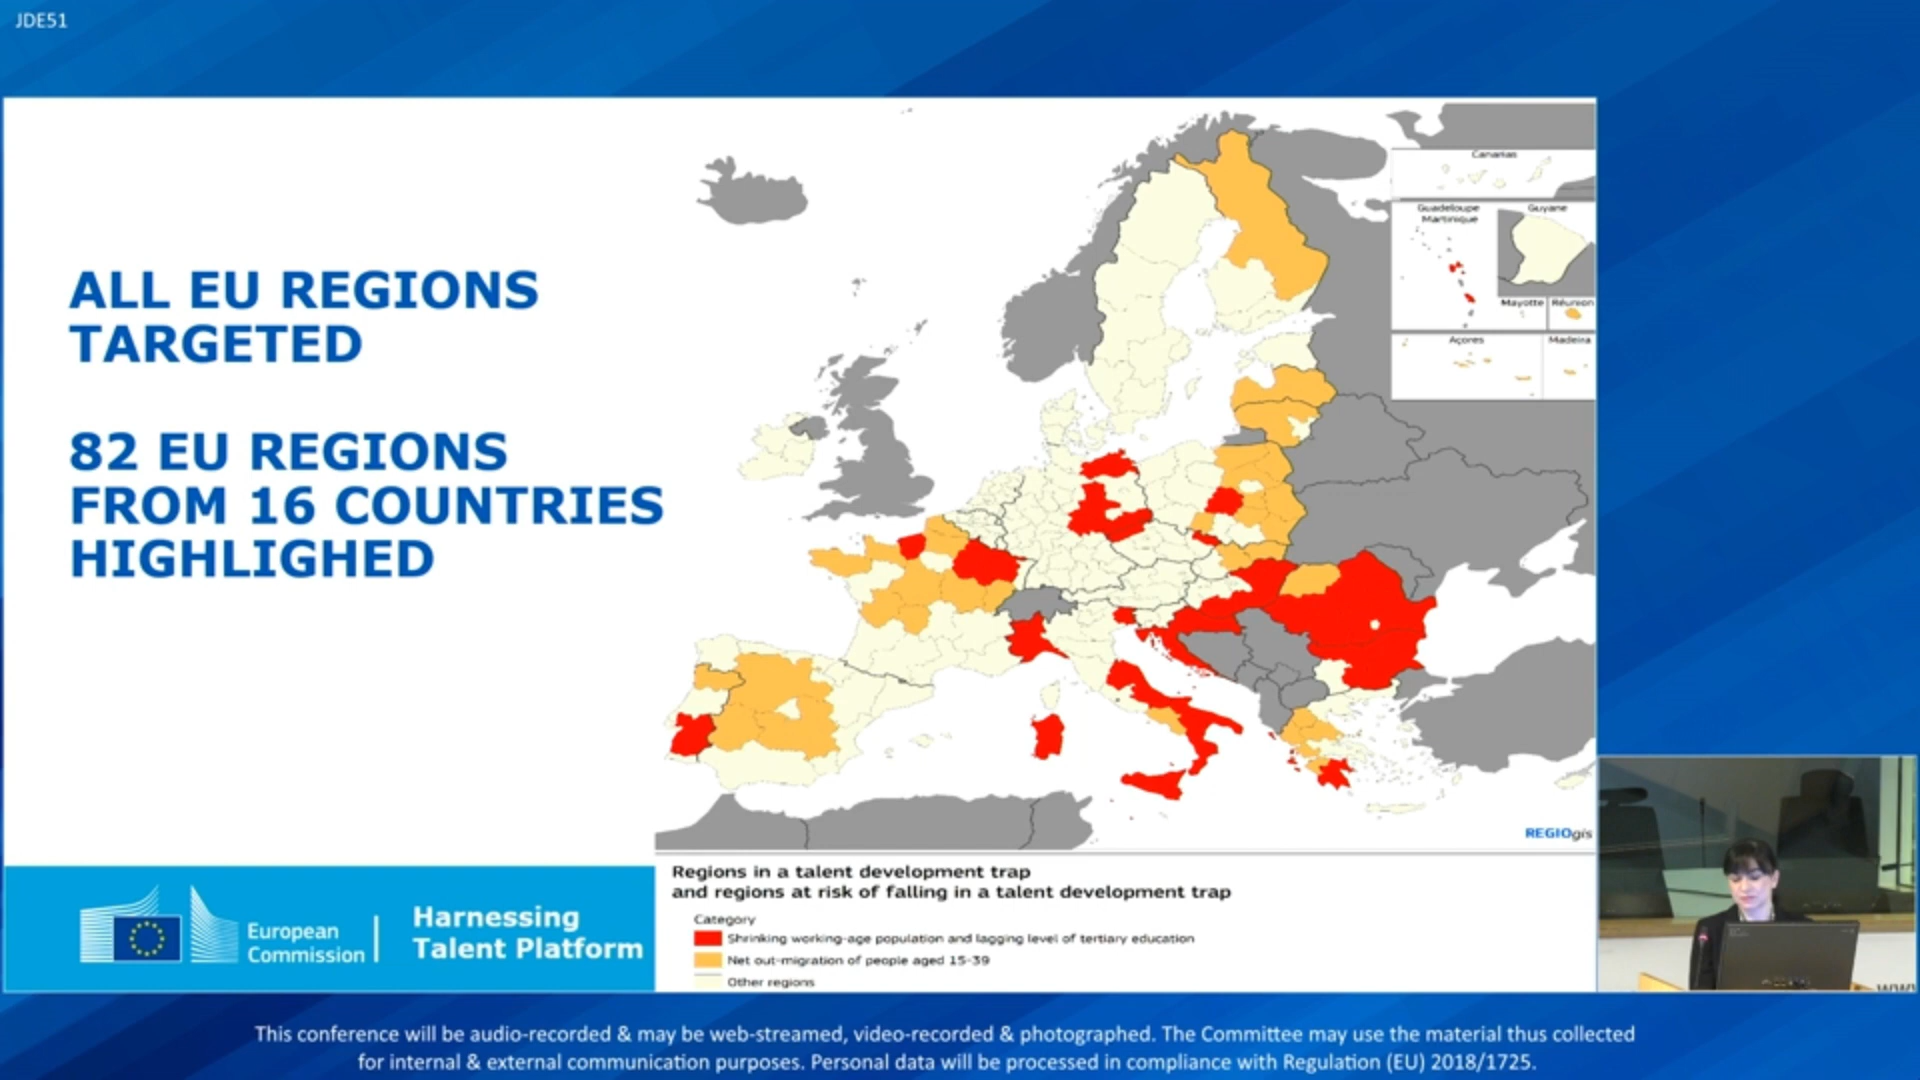 JDE51
ALL EU REGIONS
TARGETED
82 EU REGIONS
FROM 16 COUNTRIES
HIGHLIGHED
Canarias
Guadeloupe
Martinique
Guyane
Mayotte
Réunion
Açores
Madeira
REGIOgis
European
Commission
Harnessing
Talent Platform
Regions in a talent development trap
and regions at risk of falling in a talent development trap
Category
Shrinking working-age population and lagging level of tertiary education
Net out-migration of people aged 15-39
Other regions
This conference will be audio-recorded & may be web-streamed, video-recorded & photographed. The Committee may use the material thus collected
for internal & external communication purposes. Personal data will be processed in compliance with Regulation (EU) 2018/1725.